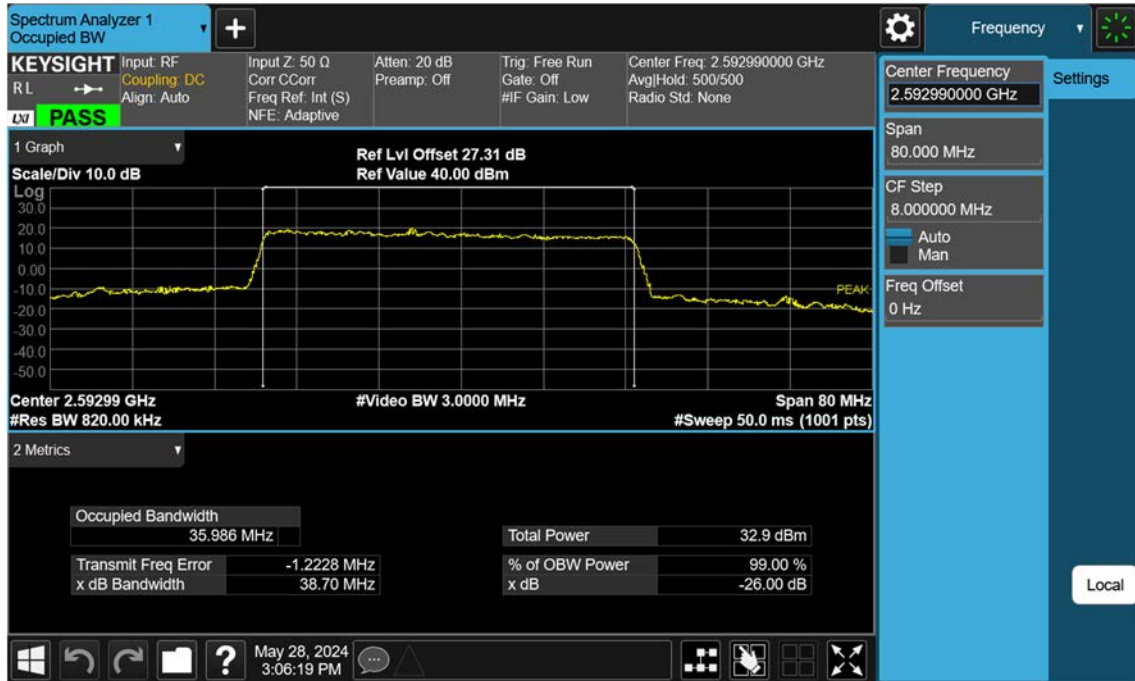 Spectrum Analyzer 1
Occupied BW
+
Frequency
KEYSIGHT
R L
LXI
PASS
Input: RF
Coupling: DC
Align: Auto
Input Z: 50 Ω
Corr CCorr
Freq Ref: Int (S)
NFE: Adaptive
Atten: 20 dB
Preamp: Off
Trig: Free Run
Gate: Off
#IF Gain: Low
Center Freq: 2.592990000 GHz
Avg|Hold: 500/500
Radio Std: None
Center Frequency
2.592990000 GHz
Settings
Span
80.000 MHz
CF Step
8.000000 MHz
Auto
Man
Freq Offset
0 Hz
Local
1 Graph
Scale/Div 10.0 dB
Ref Lvl Offset 27.31 dB
Ref Value 40.00 dBm
Log
30.0
20.0
10.0
0.00
-10.0
-20.0
-30.0
-40.0
-50.0
PEAK
Center 2.59299 GHz
#Video BW 3.0000 MHz
Span 80 MHz
#Res BW 820.00 kHz
#Sweep 50.0 ms (1001 pts)
2 Metrics
Occupied Bandwidth
35.986 MHz
Total Power 32.9 dBm
Transmit Freq Error -1.2228 MHz
% of OBW Power 99.00 %
x dB Bandwidth 38.70 MHz
x dB -26.00 dB
?
May 28, 2024
3:06:19 PM